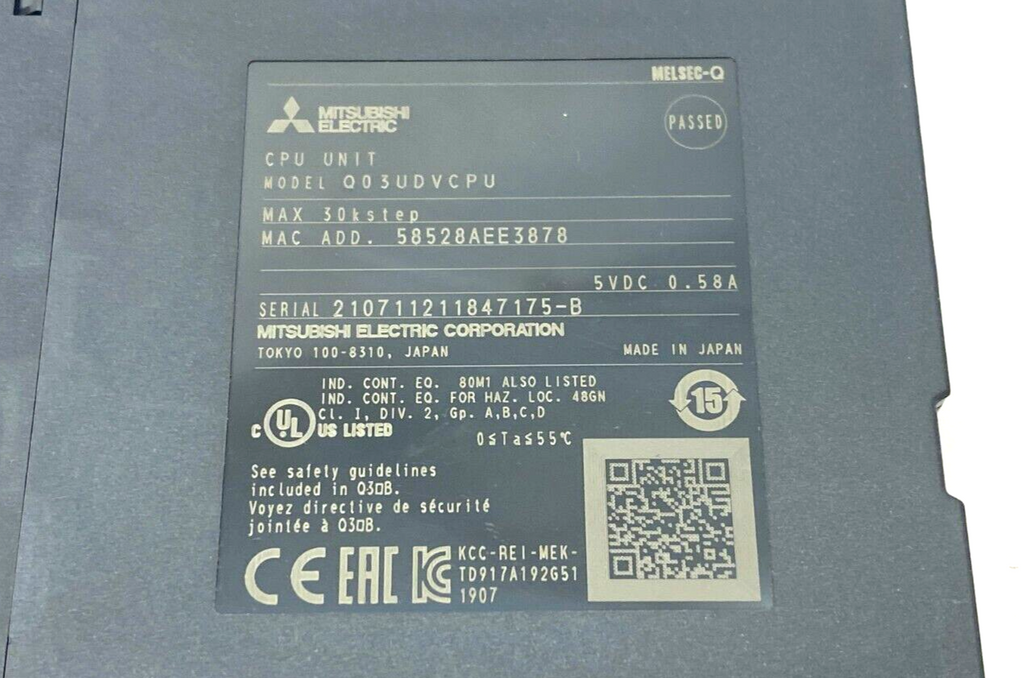 MELSEC-Q
MITSUBISHI
ELECTRIC
PASSED
CPU UNIT
MODEL Q03UDVCPU
MAX 30kstep
MAC ADD. 58528AEE3878
5VDC 0.58A
SERIAL 210711211847175-B
MITSUBISHI ELECTRIC CORPORATION
TOKYO 100-8310, JAPAN MADE IN JAPAN
IND. CONT. EQ. 80M1 ALSO LISTED
IND. CONT. EQ. FOR HAZ. LOC. 48GN
Cl. I, DIV. 2, Gp. A,B,C,D
C UL US LISTED
0≤Ta≤55℃
15
See safety guidelines
included in Q3□B.
Voyez directive de sécurité
jointée à Q3□B.
CE EAC KC
KCC-REI-MEK-
TD917A192G51
1907